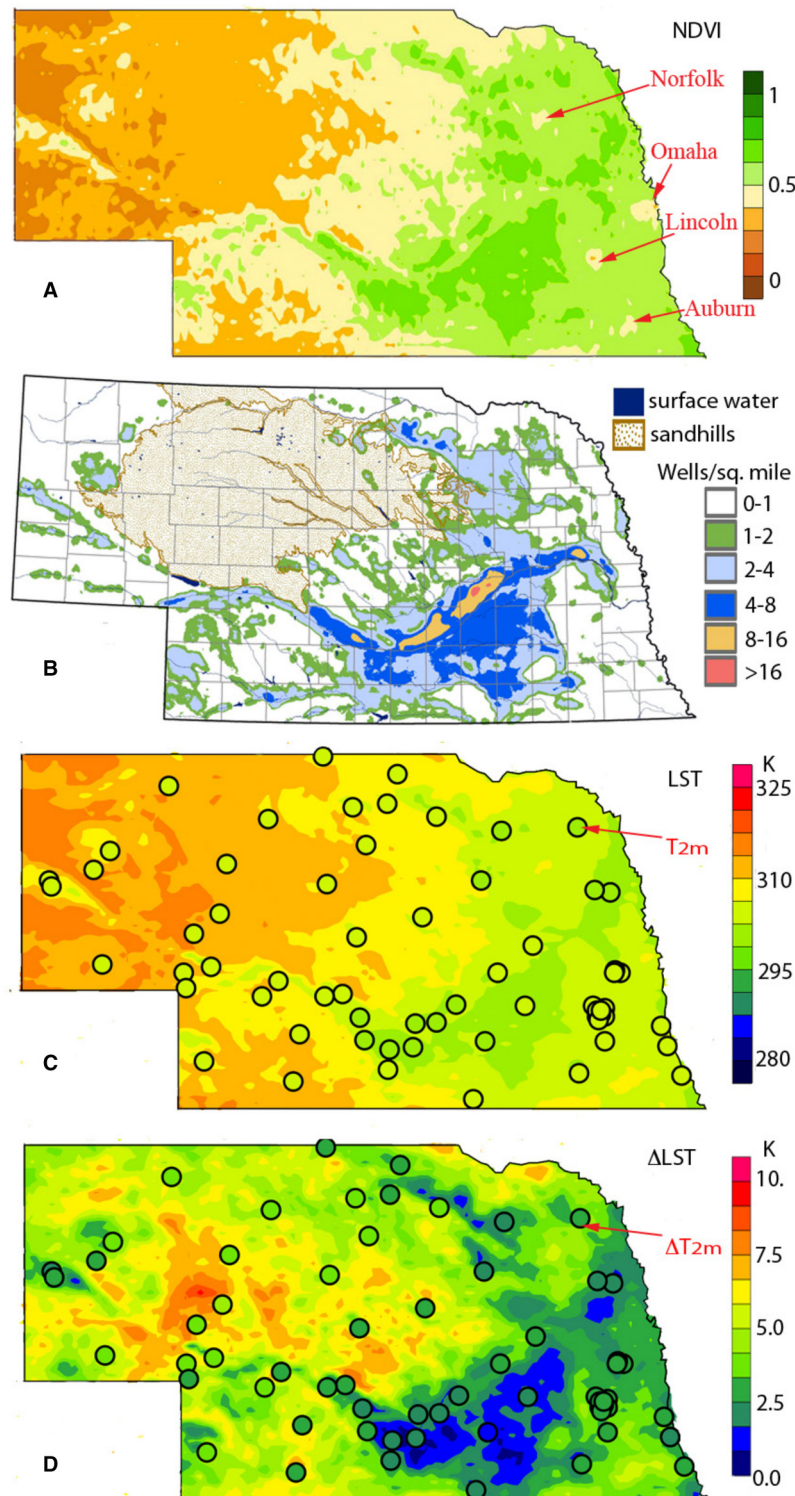 NDVI
Norfolk
1
Omaha
0.5
Lincoln
0
A
Auburn
surface water
sandhills
Wells/sq. mile
0-1
1-2
2-4
4-8
B
8-16
>16
LST
K
325
T2m
310
295
C
280
ΔLST
K
10.
ΔT2m
7.5
5.0
2.5
D
0.0